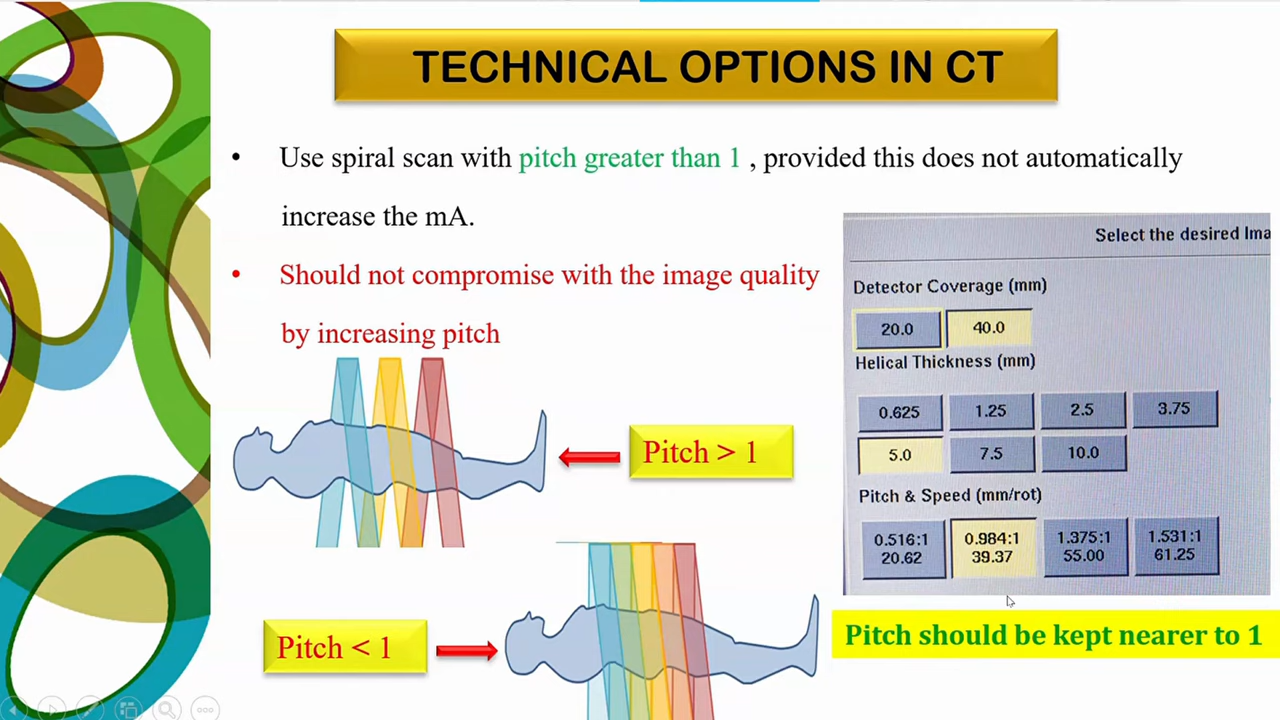 TECHNICAL OPTIONS IN CT
• Use spiral scan with pitch greater than 1 , provided this does not automatically
increase the mA.
• Should not compromise with the image quality
by increasing pitch
Pitch > 1
Pitch < 1
Select the desired Ima
Detector Coverage (mm)
20.0 40.0
Helical Thickness (mm)
0.625 1.25 2.5 3.75
5.0 7.5 10.0
Pitch & Speed (mm/rot)
0.516:1 0.984:1 1.375:1 1.531:1
20.62 39.37 55.00 61.25
Pitch should be kept nearer to 1